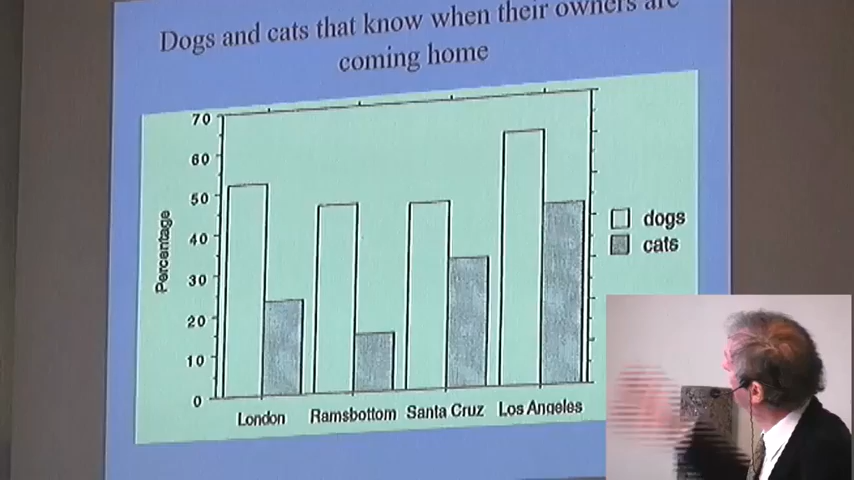 Dogs and cats that know when their owners are
coming home
70
60
50
40
30
20
10
0
Percentage
dogs
cats
London Ramsbottom Santa Cruz Los Angeles